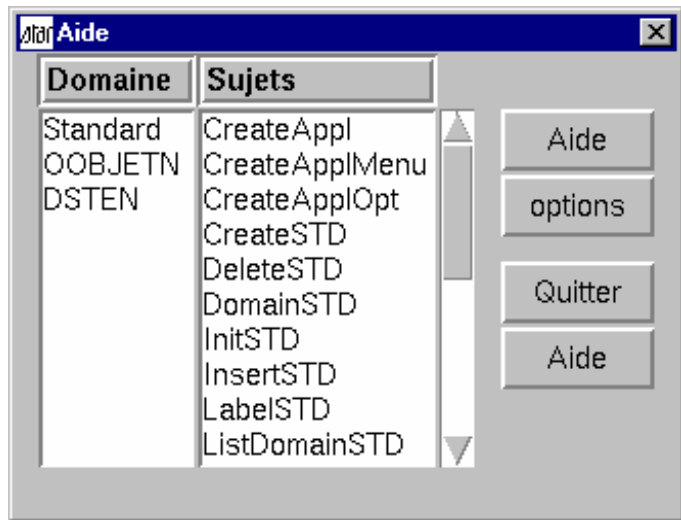 Atar Aide
Domaine Sujets
Standard
OOBJETN
DSTEN
CreateAppl
CreateApplMenu
CreateApplOpt
CreateSTD
DeleteSTD
DomainSTD
InitSTD
InsertSTD
LabelSTD
ListDomainSTD
Aide
options
Quitter
Aide